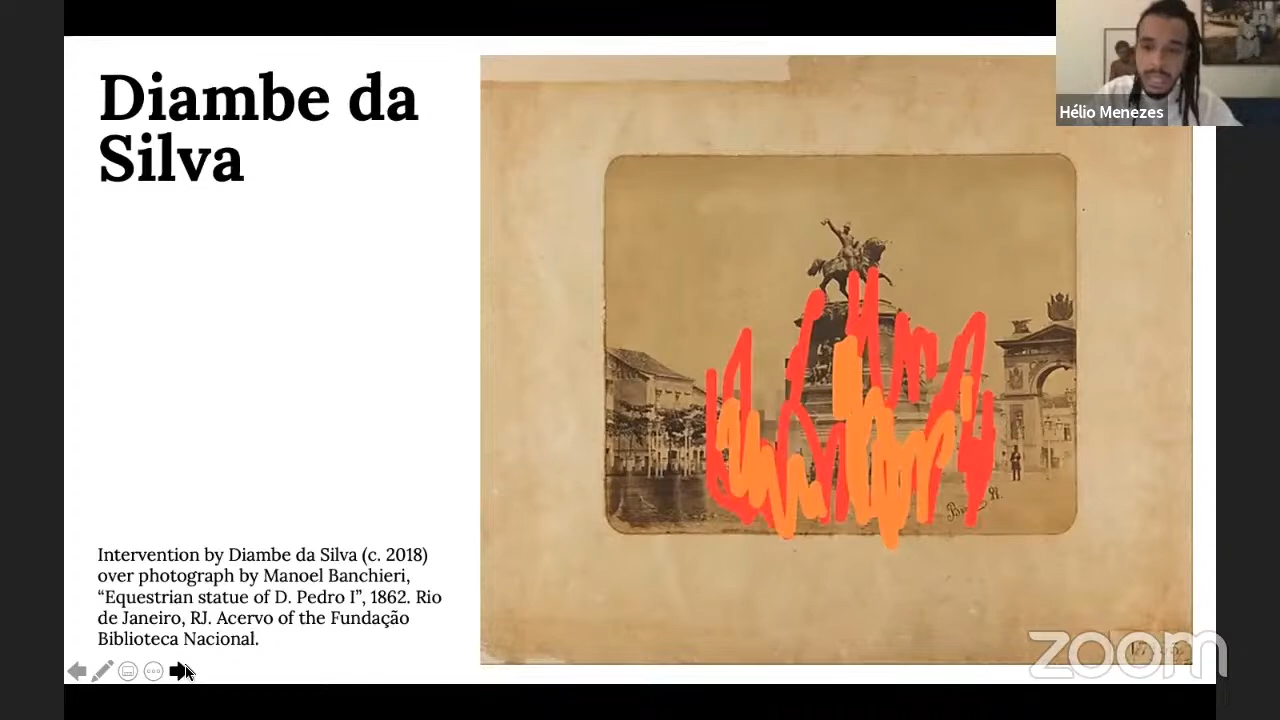 Diambe da
Silva
Hélio Menezes
Intervention by Diambe da Silva (c. 2018)
over photograph by Manoel Banchieri,
“Equestrian statue of D. Pedro I”, 1862. Rio
de Janeiro, RJ. Acervo of the Fundação
Biblioteca Nacional.
zoom